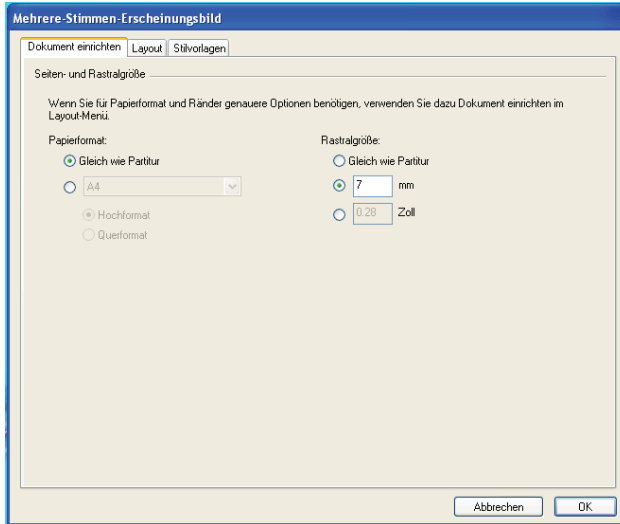 Mehrere-Stimmen-Erscheinungsbild
Dokument einrichten Layout Stilvorlagen
Seiten- und Rastralgröße
Wenn Sie für Papierformat und Ränder genauere Optionen benötigen, verwenden Sie dazu Dokument einrichten im
Layout-Menü.
Papierformat:
Gleich wie Partitur
A4
Hochformat
Querformat
Rastralgröße:
Gleich wie Partitur
7 mm
0.28 Zoll
Abbrechen OK